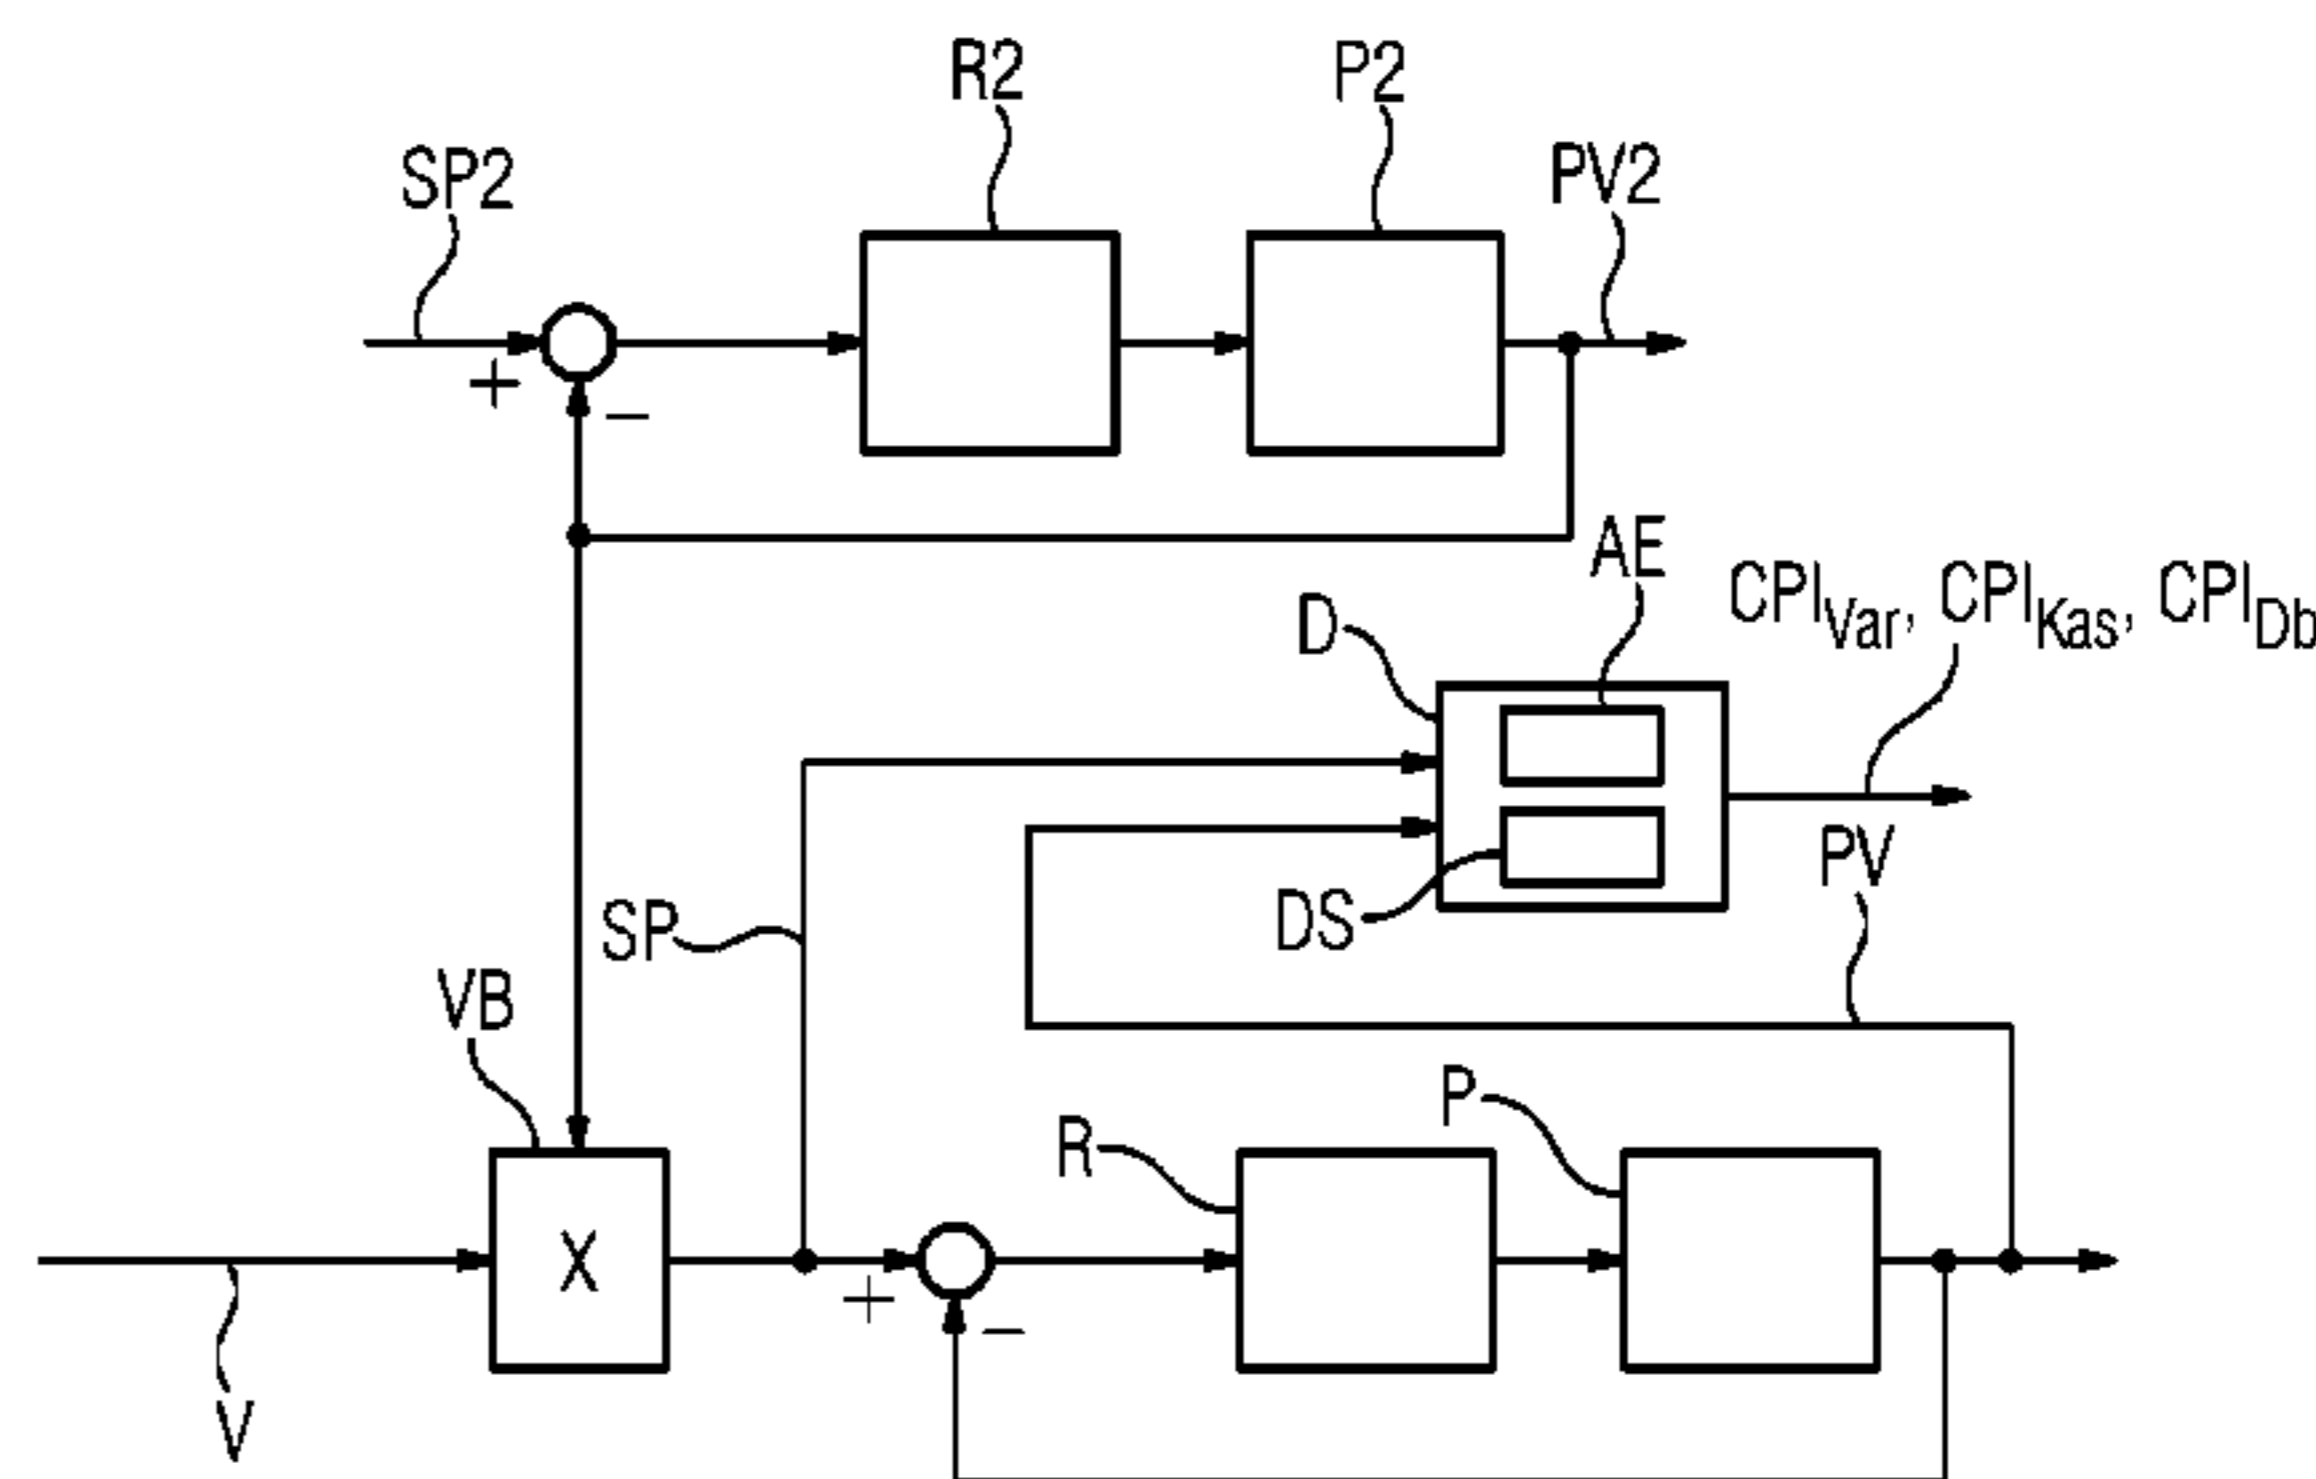 R2
P2
SP2
PV2
+
−
AE
D
CPIVar, CPIKas, CPIDb
PV
DS
SP
VB
P
R
X
+
−
V